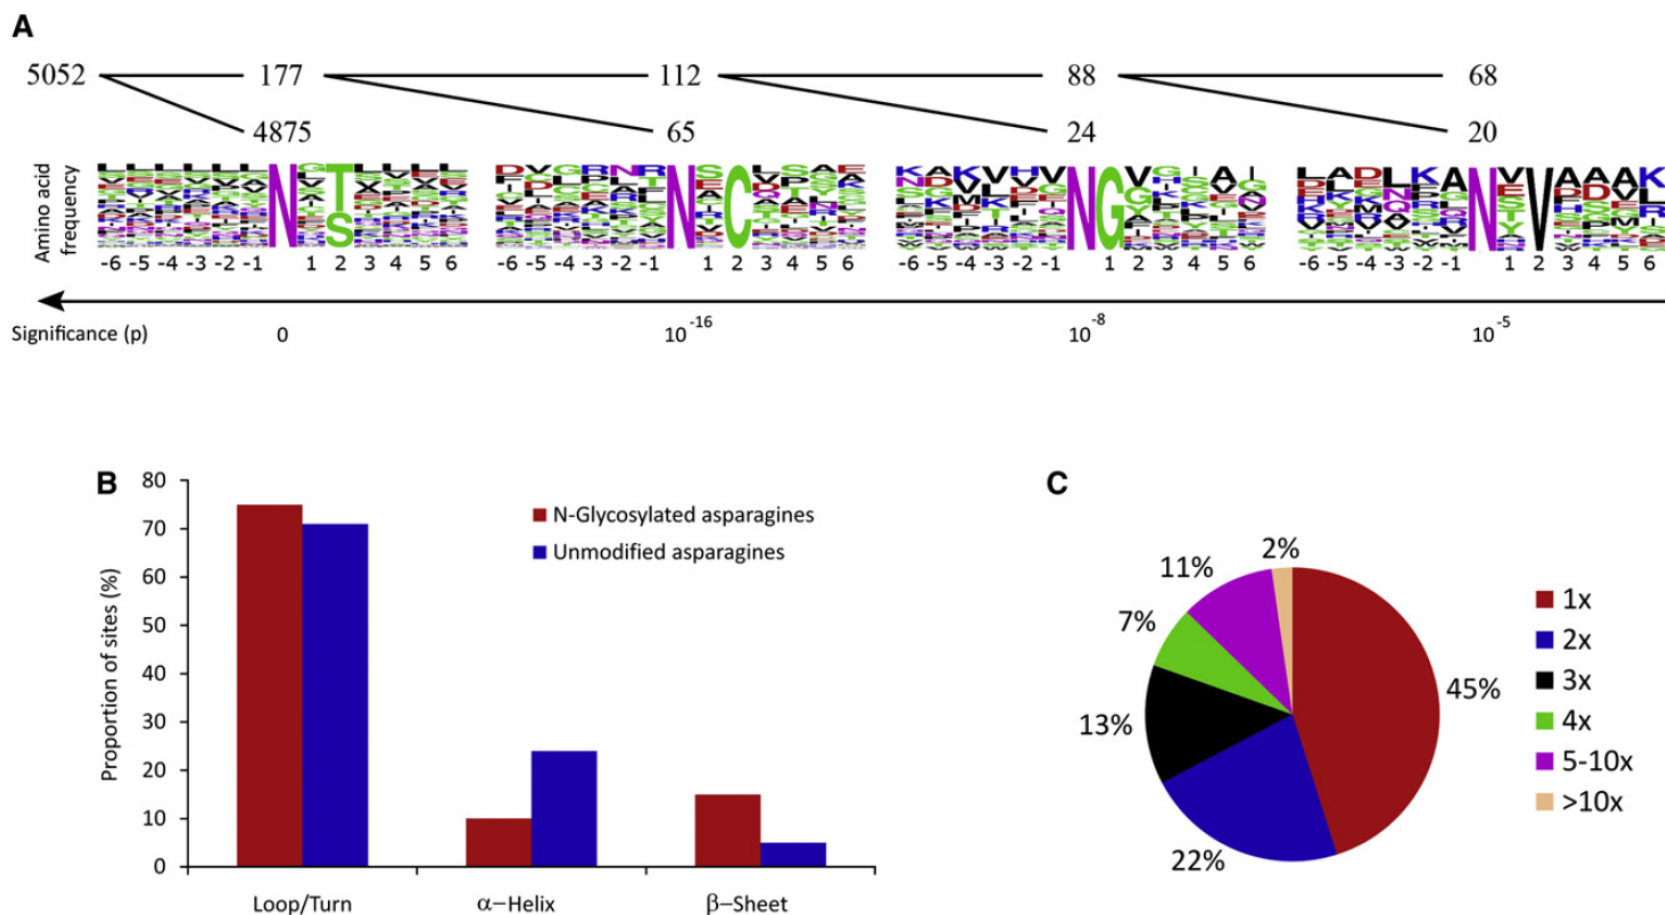 A
5052 177 112 88 68
4875 65 24 20
Amino acid
frequency
N T S
N C
N G
N V
-6 -5 -4 -3 -2 -1 1 2 3 4 5 6
-6 -5 -4 -3 -2 -1 1 2 3 4 5 6
-6 -5 -4 -3 -2 -1 1 2 3 4 5 6
-6 -5 -4 -3 -2 -1 1 2 3 4 5 6
Significance (p) 0 10^-16 10^-8 10^-5
B
Proportion of sites (%)
80
70
60
50
40
30
20
10
0
N-Glycosylated asparagines
Unmodified asparagines
Loop/Turn α-Helix β-Sheet
C
2%
11%
7%
13%
22%
45%
1x
2x
3x
4x
5-10x
>10x